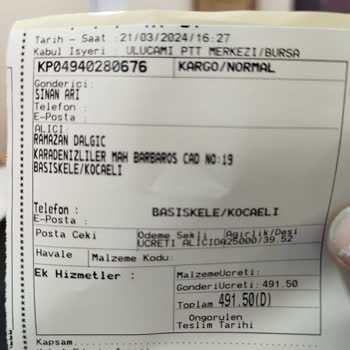 Tarih - Saat : 21/03/2024/16:27
Kabul Isyeri : ULUCAMI PTT MERKEZI/BURSA
KP04940280676 KARGO/NORMAL
Gonderici:
SINAN ARI
Telefon :
E-Posta :
ALICI:
RAMAZAN DALGIC
KARADENIZLILER MAH BARBAROS CAD NO:19
BASISKELE/KOCAELI
Telefon :
E-Posta : BASISKELE/KOCAELI
Posta Ceki Odeme Sekli Agirlik/Desi
UCRETI ALICIDA25000/39.52
Havale Malzeme Kodu:
Ek Hizmetler : MalzemeUcreti:
GonderiUcreti: 491.50
Toplam 491.50(D)
Ongorulen
Teslim Tarihi
Kapsam